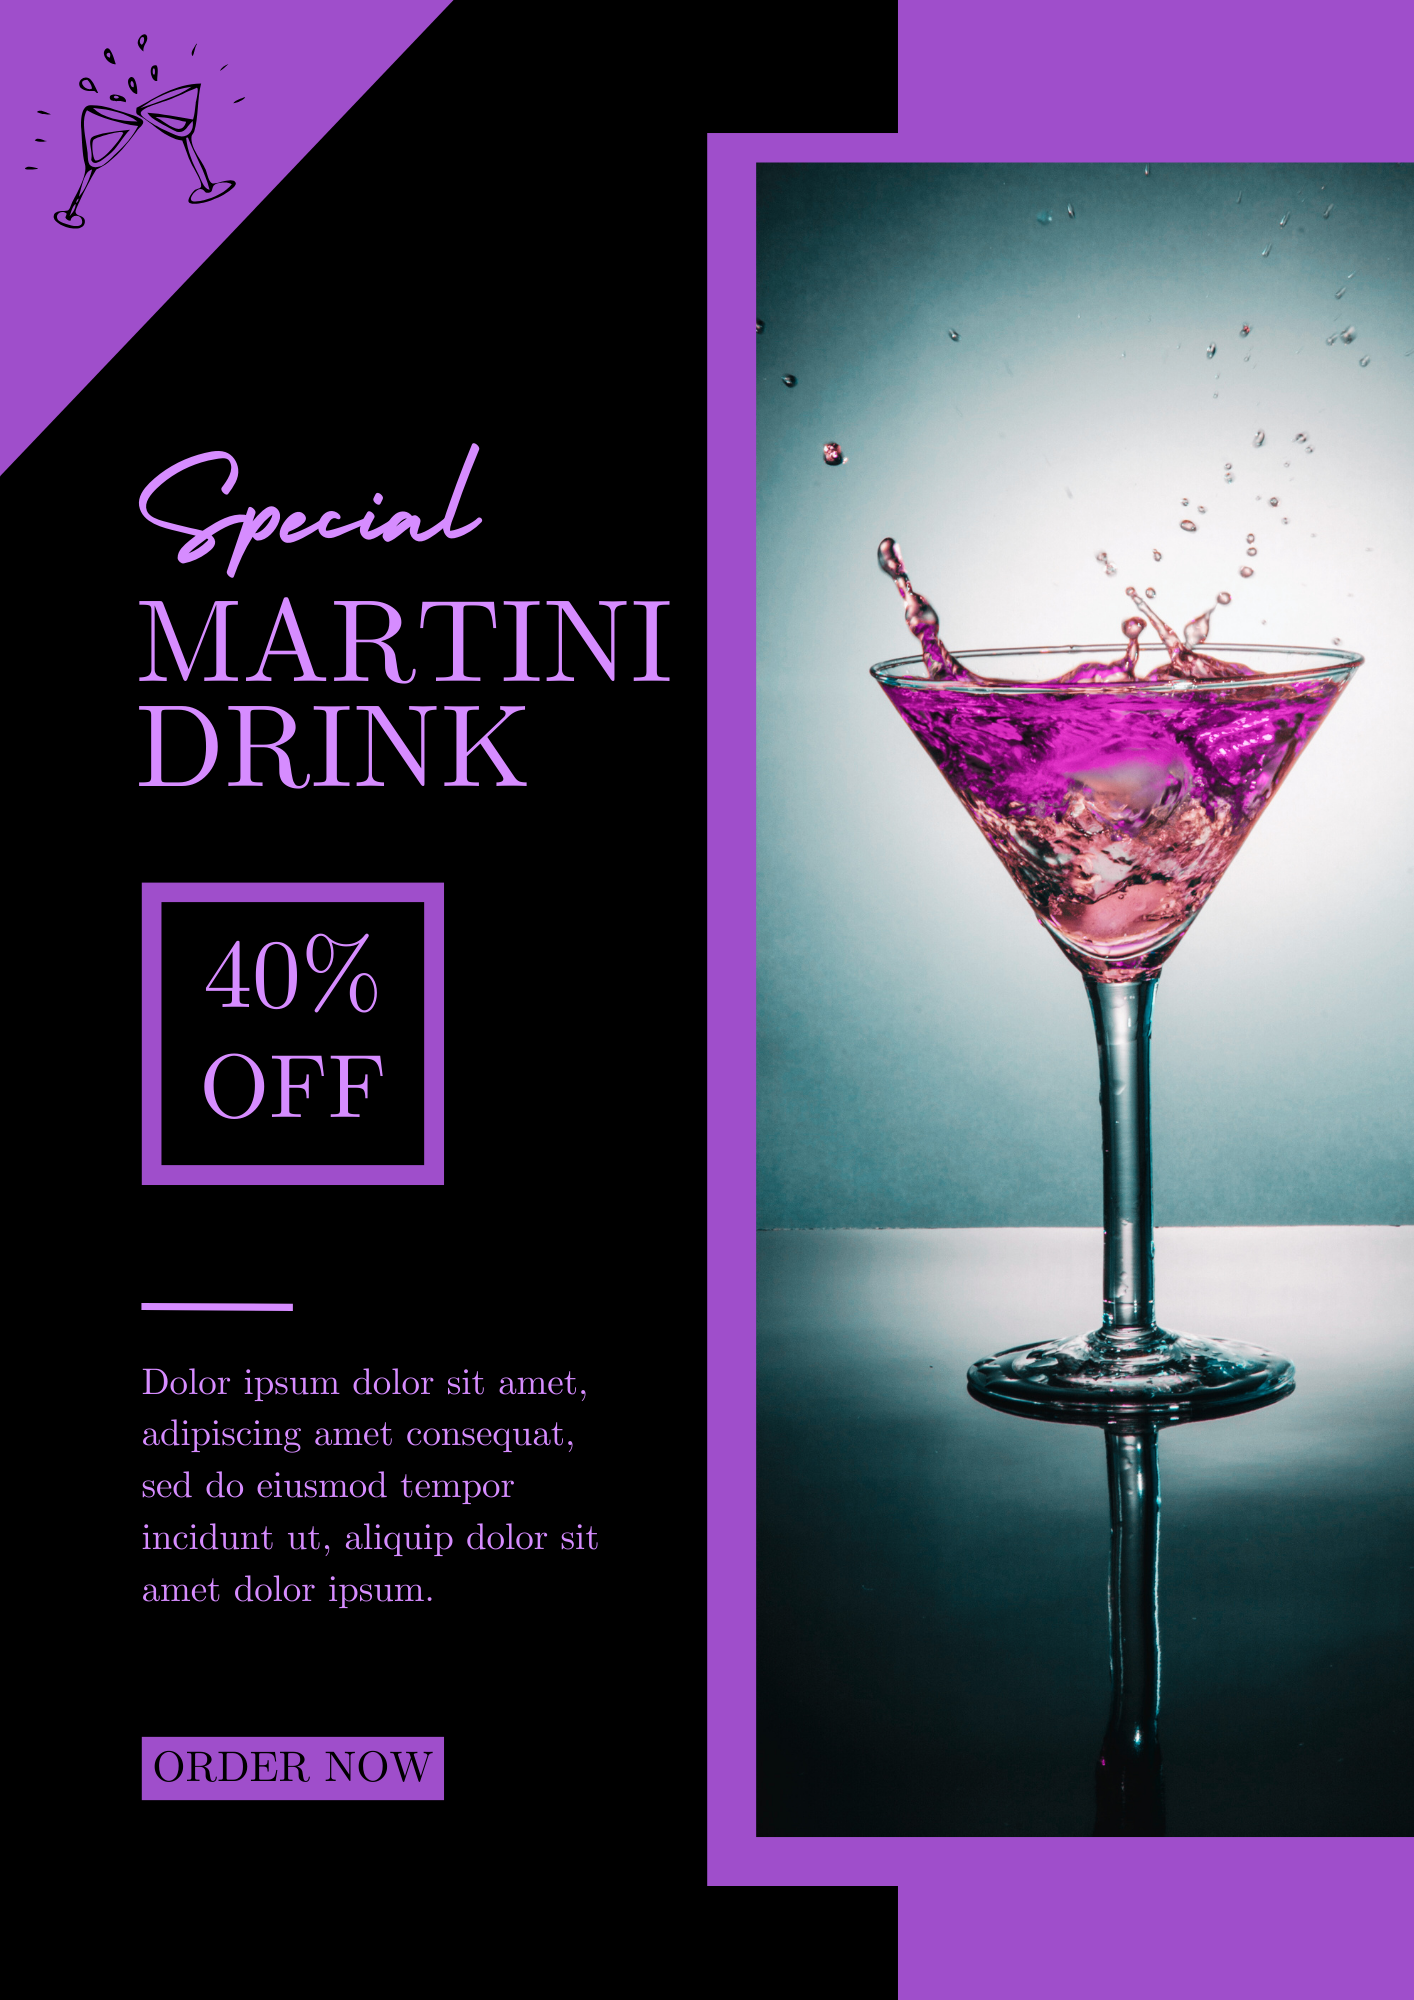 Special
MARTINI
DRINK
40%
OFF
Dolor ipsum dolor sit amet,
adipiscing amet consequat,
sed do eiusmod tempor
incidunt ut, aliquip dolor sit
amet dolor ipsum.
ORDER NOW